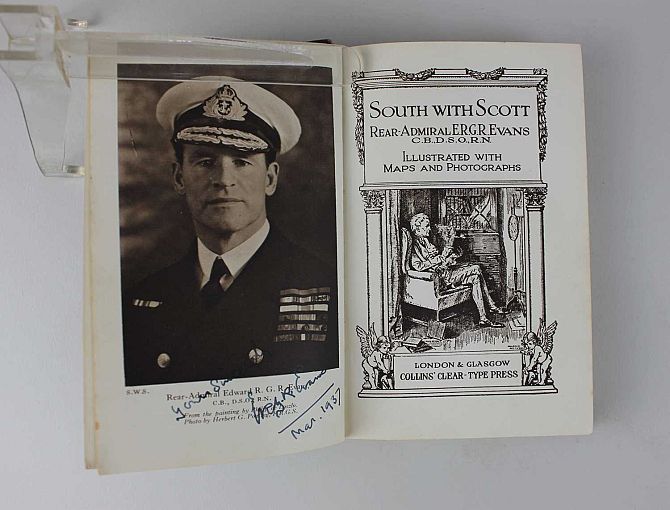 S.W.S.
Rear-Admiral Edward R. G. R. Evans
C.B., D.S.O., R.N.
From the painting by
Photo by Herbert G.
Mar. 1937
SOUTH WITH SCOTT
REAR-ADMIRAL E.R.G.R. EVANS
C.B., D.S.O., R.N.
ILLUSTRATED WITH
MAPS AND PHOTOGRAPHS
LONDON & GLASGOW
COLLINS' CLEAR-TYPE PRESS